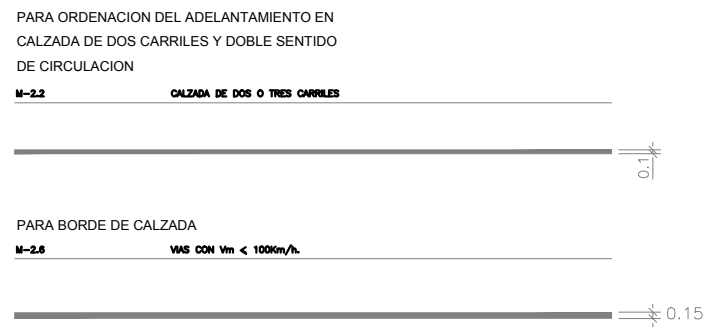 PARA ORDENACION DEL ADELANTAMIENTO EN
CALZADA DE DOS CARRILES Y DOBLE SENTIDO
DE CIRCULACION
M-2.2 CALZADA DE DOS O TRES CARRILES
0.1
PARA BORDE DE CALZADA
M-2.6 VIAS CON Vm < 100Km/h.
0.15